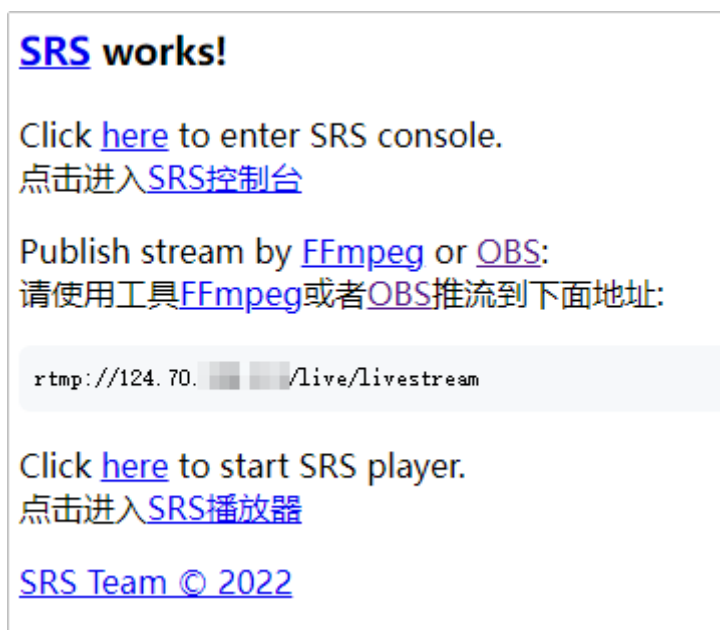 SRS works!
Click here to enter SRS console.
点击进入SRS控制台
Publish stream by FFmpeg or OBS:
请使用工具FFmpeg或者OBS推流到下面地址:
rtmp://124.70. /live/livestream
Click here to start SRS player.
点击进入SRS播放器
SRS Team © 2022